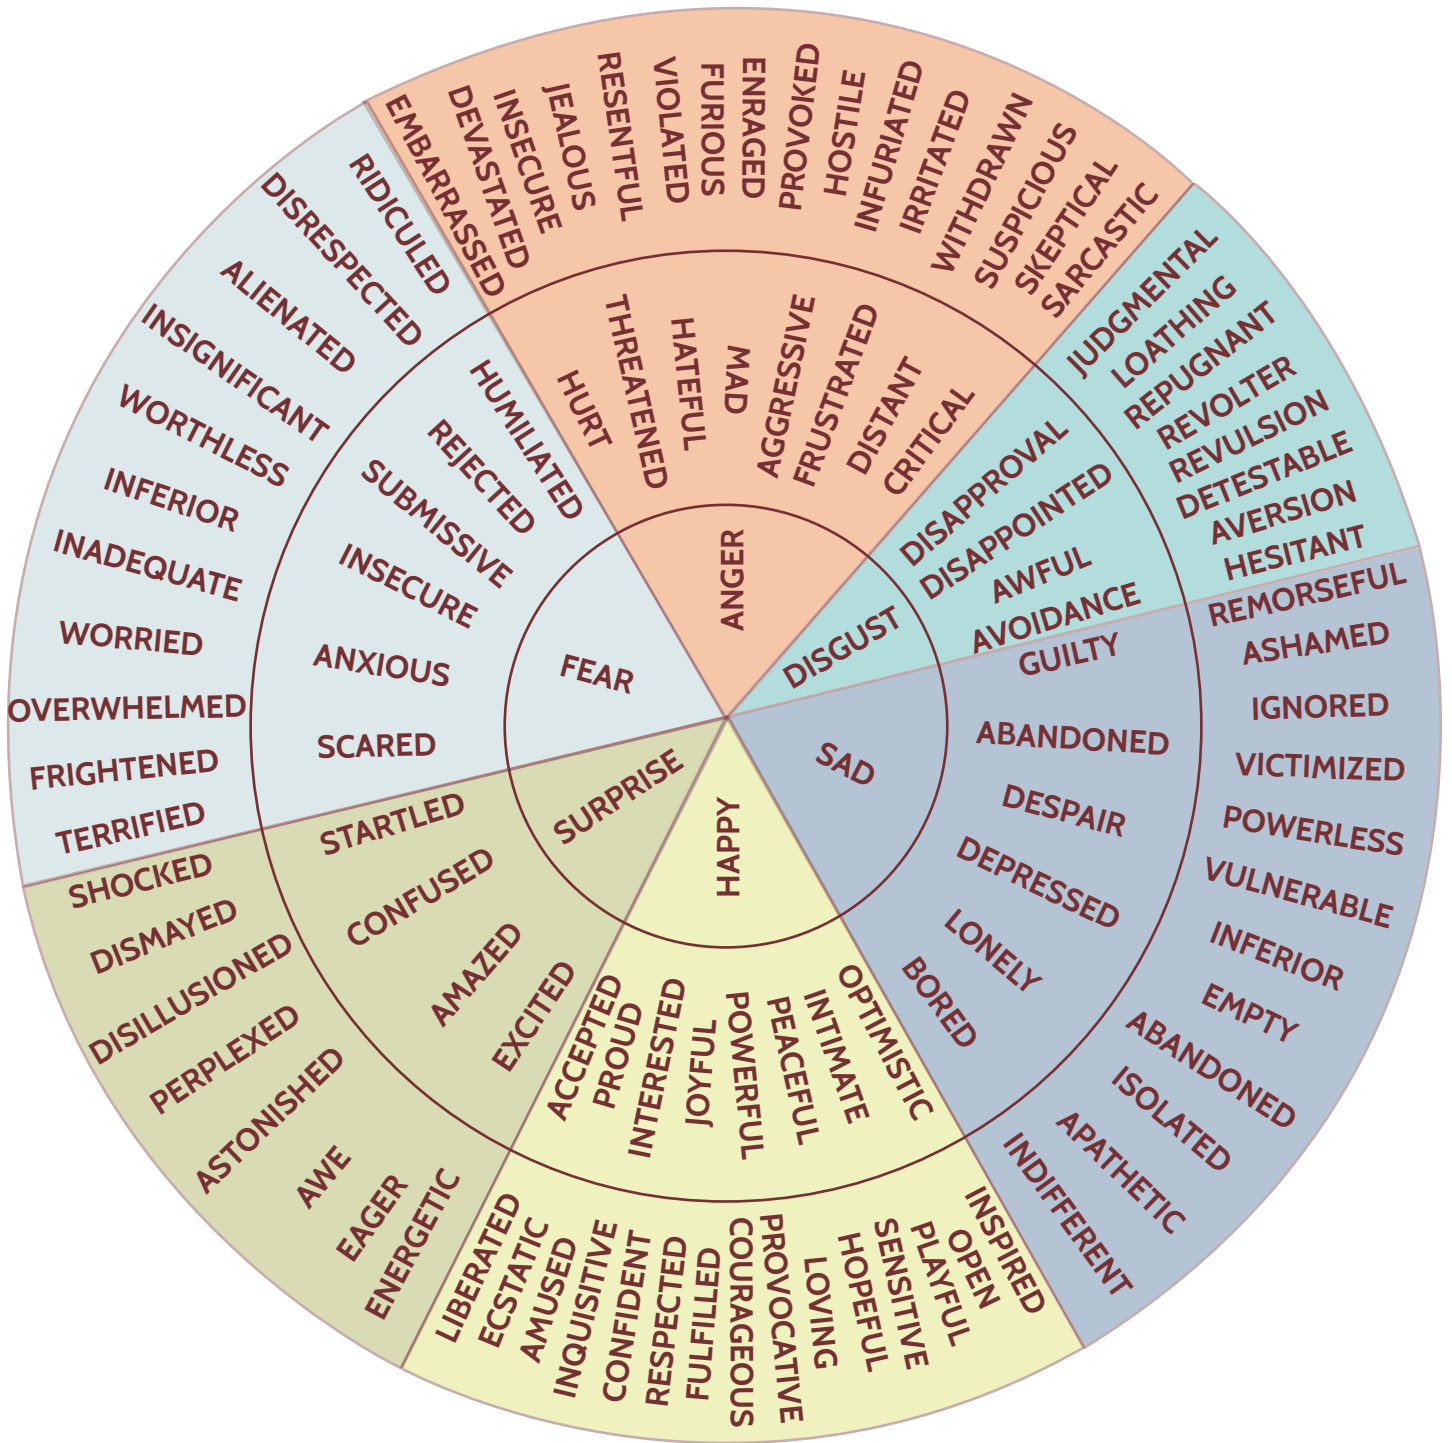 ANGER
DISGUST
SAD
HAPPY
SURPRISE
FEAR
HURT
THREATENED
HATEFUL
MAD
AGGRESSIVE
FRUSTRATED
DISTANT
CRITICAL
DISAPPROVAL
DISAPPOINTED
AWFUL
AVOIDANCE
GUILTY
ABANDONED
DESPAIR
DEPRESSED
LONELY
BORED
OPTIMISTIC
INTIMATE
PEACEFUL
POWERFUL
JOYFUL
INTERESTED
PROUD
ACCEPTED
EXCITED
AMAZED
CONFUSED
STARTLED
SCARED
ANXIOUS
INSECURE
SUBMISSIVE
REJECTED
HUMILIATED
EMBARRASSED
DEVASTATED
INSECURE
JEALOUS
RESENTFUL
VIOLATED
FURIOUS
ENRAGED
PROVOKED
HOSTILE
INFURIATED
IRRITATED
WITHDRAWN
SUSPICIOUS
SKEPTICAL
SARCASTIC
JUDGMENTAL
LOATHING
REPUGNANT
REVOLTER
REVULSION
DETESTABLE
AVERSION
HESITANT
REMORSEFUL
ASHAMED
IGNORED
VICTIMIZED
POWERLESS
VULNERABLE
INFERIOR
EMPTY
ABANDONED
ISOLATED
APATHETIC
INDIFFERENT
INSPIRED
OPEN
PLAYFUL
SENSITIVE
HOPEFUL
LOVING
PROVOCATIVE
COURAGEOUS
FULFILLED
RESPECTED
CONFIDENT
INQUISITIVE
AMUSED
ECSTATIC
LIBERATED
ENERGETIC
EAGER
AWE
ASTONISHED
PERPLEXED
DISILLUSIONED
DISMAYED
SHOCKED
TERRIFIED
FRIGHTENED
OVERWHELMED
WORRIED
INADEQUATE
INFERIOR
WORTHLESS
INSIGNIFICANT
ALIENATED
DISRESPECTED
RIDICULED